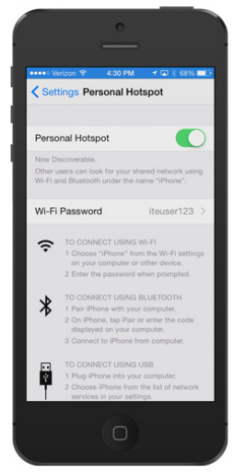 Verizon 4:30 PM 68%
Settings Personal Hotspot
Personal Hotspot
Now Discoverable.
Other users can look for your shared network using
Wi-Fi and Bluetooth under the name "iPhone".
Wi-Fi Password iteuser123
TO CONNECT USING WI-FI
1 Choose "iPhone" from the Wi-Fi settings
on your computer or other device.
2 Enter the password when prompted.
TO CONNECT USING BLUETOOTH
1 Pair iPhone with your computer.
2 On iPhone, tap Pair or enter the code
displayed on your computer.
3 Connect to iPhone from computer.
TO CONNECT USING USB
1 Plug iPhone into your computer.
2 Choose iPhone from the list of network
services in your settings.